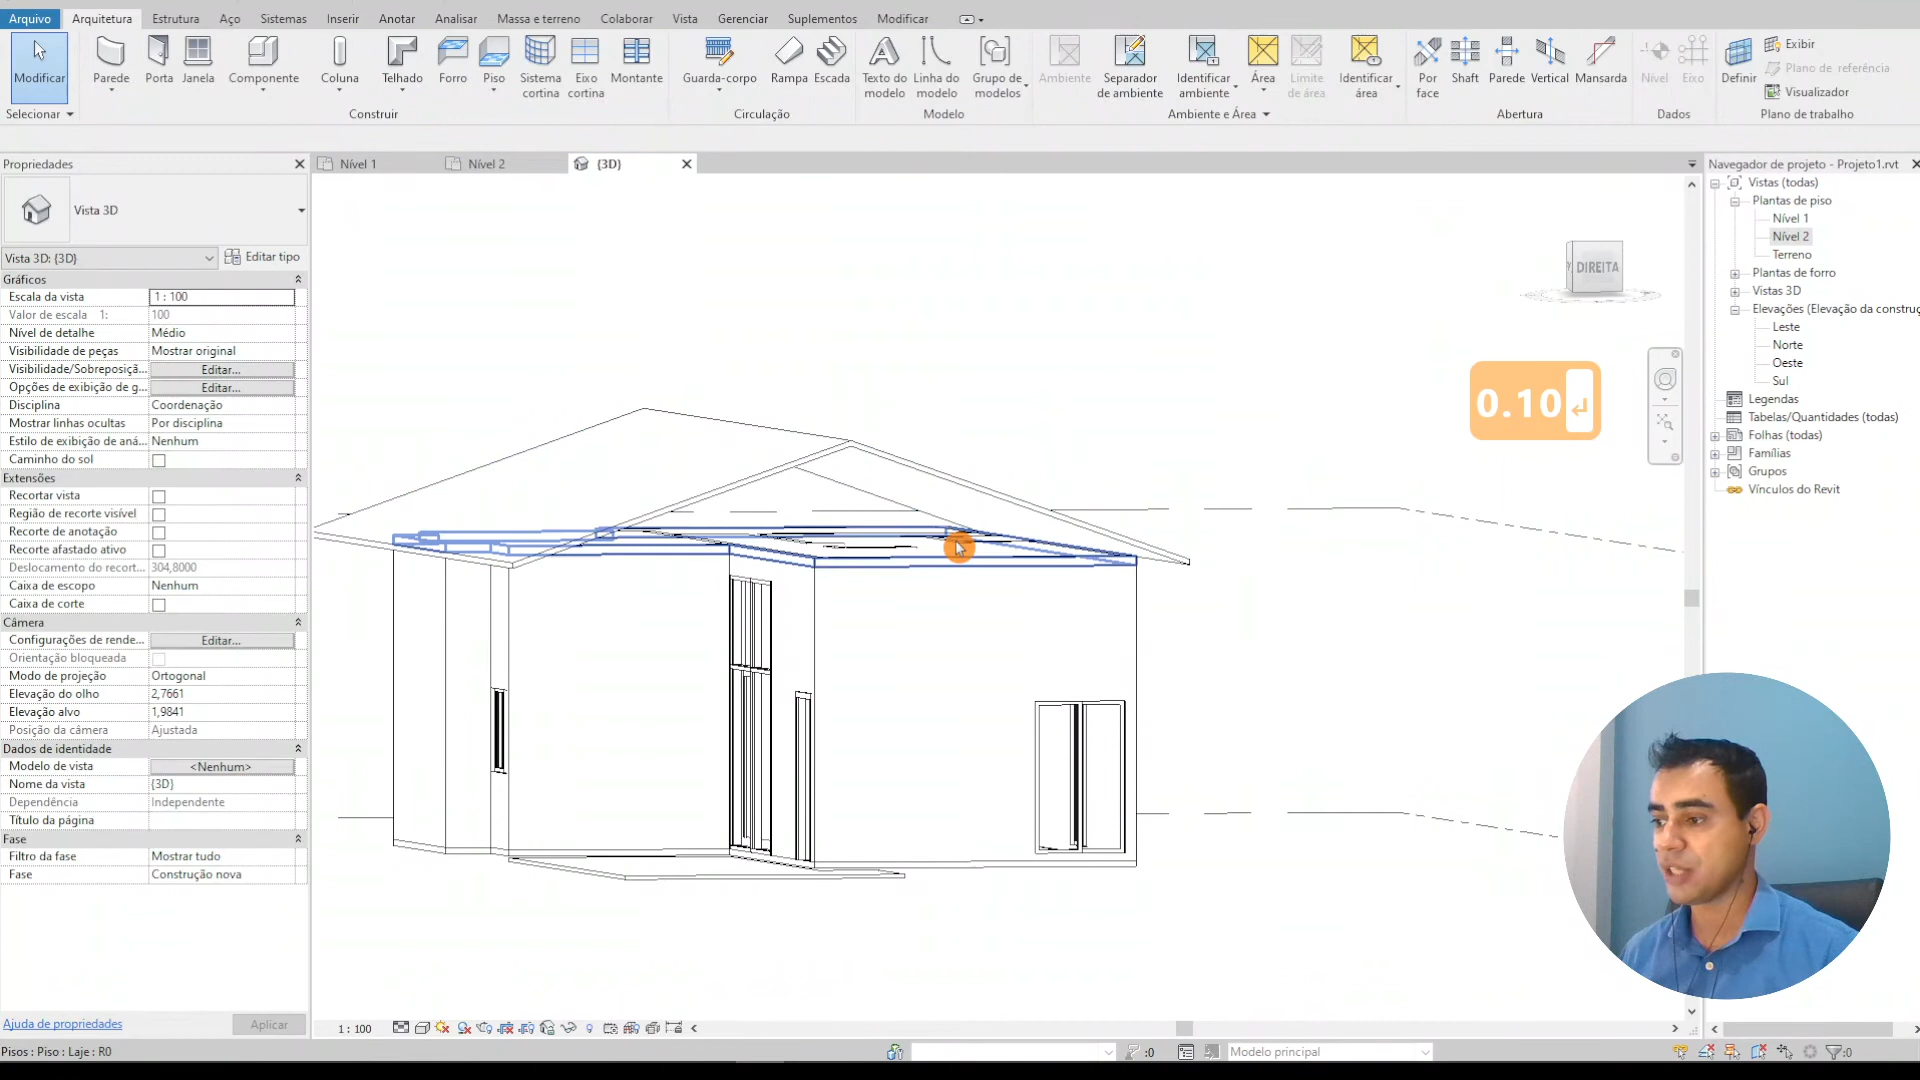 Arquivo Arquitetura Estrutura Aço Sistemas Inserir Anotar Analisar Massa e terreno Colaborar Vista Gerenciar Suplementos Modificar
Modificar
Parede
Porta
Janela
Componente
Coluna
Telhado
Forro
Piso
Sistema
cortina
Eixo
cortina
Montante
Guarda-corpo
Rampa
Escada
Texto do
modelo
Linha do
modelo
Grupo de
modelos
Ambiente
Separador
de ambiente
Identificar
ambiente
Área
Limite
de área
Identificar
área
Por
face
Shaft
Parede
Vertical
Mansarda
Nível
Eixo
Definir
Exibir
Plano de referência
Visualizador
Selecionar
Construir
Circulação
Modelo
Ambiente e Área
Abertura
Dados
Plano de trabalho
Propriedades
Nível 1
Nível 2
{3D}
Navegador de projeto - Projeto1.rvt
Vista 3D
Vista 3D: {3D}
Editar tipo
Gráficos
Escala da vista 1 : 100
Valor de escala 1: 100
Nível de detalhe Médio
Visibilidade de peças Mostrar original
Visibilidade/Sobreposiçã... Editar...
Opções de exibição de g... Editar...
Disciplina Coordenação
Mostrar linhas ocultas Por disciplina
Estilo de exibição de aná... Nenhum
Caminho do sol
Extensões
Recortar vista
Região de recorte visível
Recorte de anotação
Recorte afastado ativo
Deslocamento do recort... 304,8000
Caixa de escopo Nenhum
Caixa de corte
Câmera
Configurações de rende... Editar...
Orientação bloqueada
Modo de projeção Ortogonal
Elevação do olho 2,7661
Elevação alvo 1,9841
Posição da câmera Ajustada
Dados de identidade
Modelo de vista <Nenhum>
Nome da vista {3D}
Dependência Independente
Título da página
Fase
Filtro da fase Mostrar tudo
Fase Construção nova
Ajuda de propriedades
Aplicar
DIREITA
0.10
Vistas (todas)
Plantas de piso
Nível 1
Nível 2
Terreno
Plantas de forro
Vistas 3D
Elevações (Elevação da construç
Leste
Norte
Oeste
Sul
Legendas
Tabelas/Quantidades (todas)
Folhas (todas)
Famílias
Grupos
Vínculos do Revit
1 : 100
Pisos : Piso : Laje : R0
:0
Modelo principal
:0